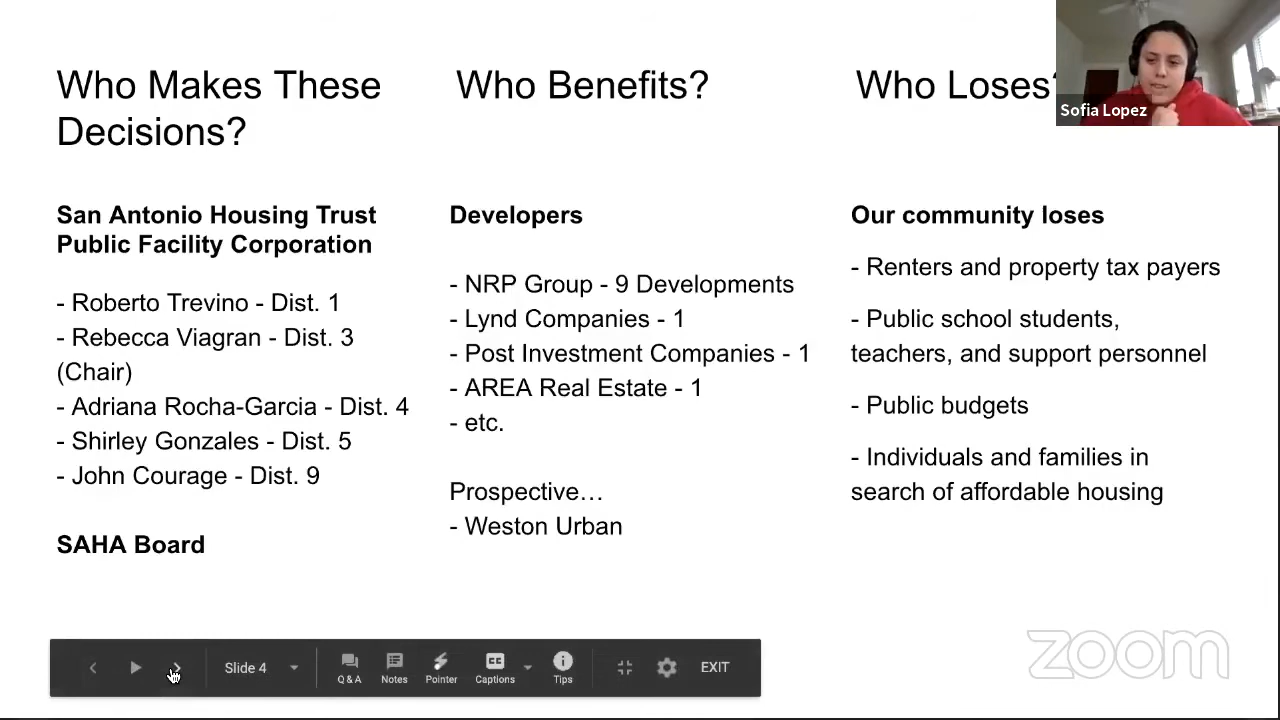 Who Makes These
Decisions?
San Antonio Housing Trust
Public Facility Corporation
- Roberto Trevino - Dist. 1
- Rebecca Viagran - Dist. 3
(Chair)
- Adriana Rocha-Garcia - Dist. 4
- Shirley Gonzales - Dist. 5
- John Courage - Dist. 9
SAHA Board
Who Benefits?
Developers
- NRP Group - 9 Developments
- Lynd Companies - 1
- Post Investment Companies - 1
- AREA Real Estate - 1
- etc.
Prospective…
- Weston Urban
Who Loses?
Our community loses
- Renters and property tax payers
- Public school students,
teachers, and support personnel
- Public budgets
- Individuals and families in
search of affordable housing
Sofia Lopez
Slide 4
Q & A
Notes
Pointer
CC
Captions
Tips
EXIT
zoom